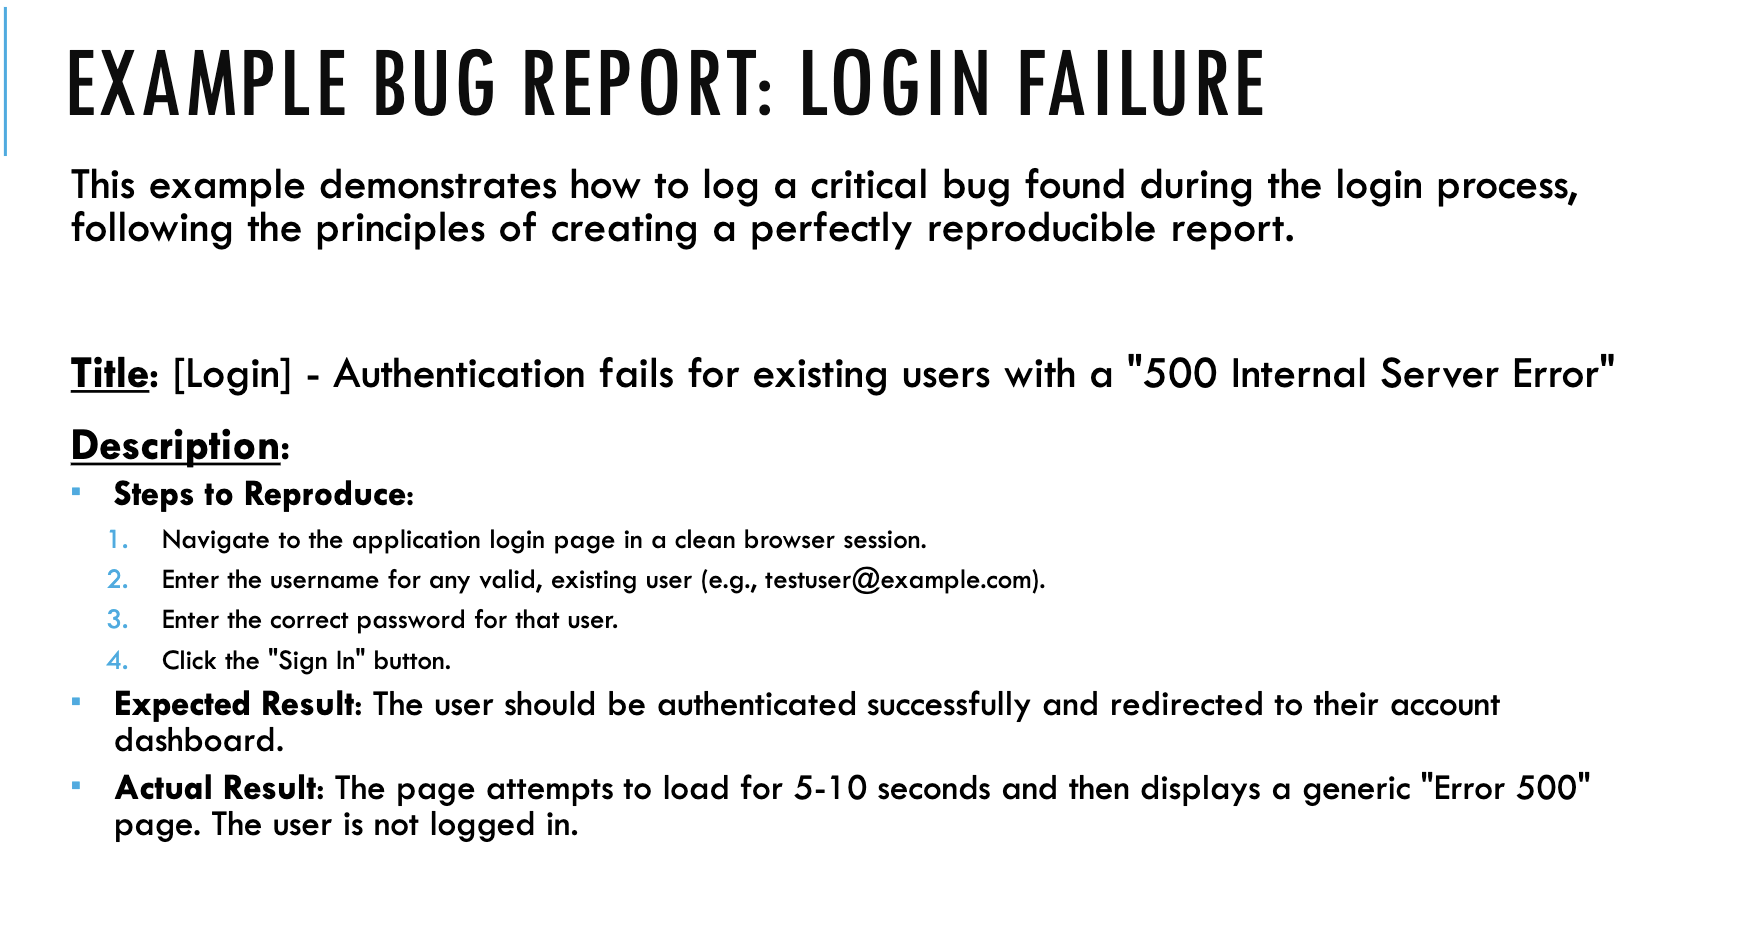 EXAMPLE BUG REPORT: LOGIN FAILURE
This example demonstrates how to log a critical bug found during the login process,
following the principles of creating a perfectly reproducible report.
Title: [Login] - Authentication fails for existing users with a "500 Internal Server Error"
Description:
▪ Steps to Reproduce:
1. Navigate to the application login page in a clean browser session.
2. Enter the username for any valid, existing user (e.g., testuser@example.com).
3. Enter the correct password for that user.
4. Click the "Sign In" button.
▪ Expected Result: The user should be authenticated successfully and redirected to their account
dashboard.
▪ Actual Result: The page attempts to load for 5-10 seconds and then displays a generic "Error 500"
page. The user is not logged in.